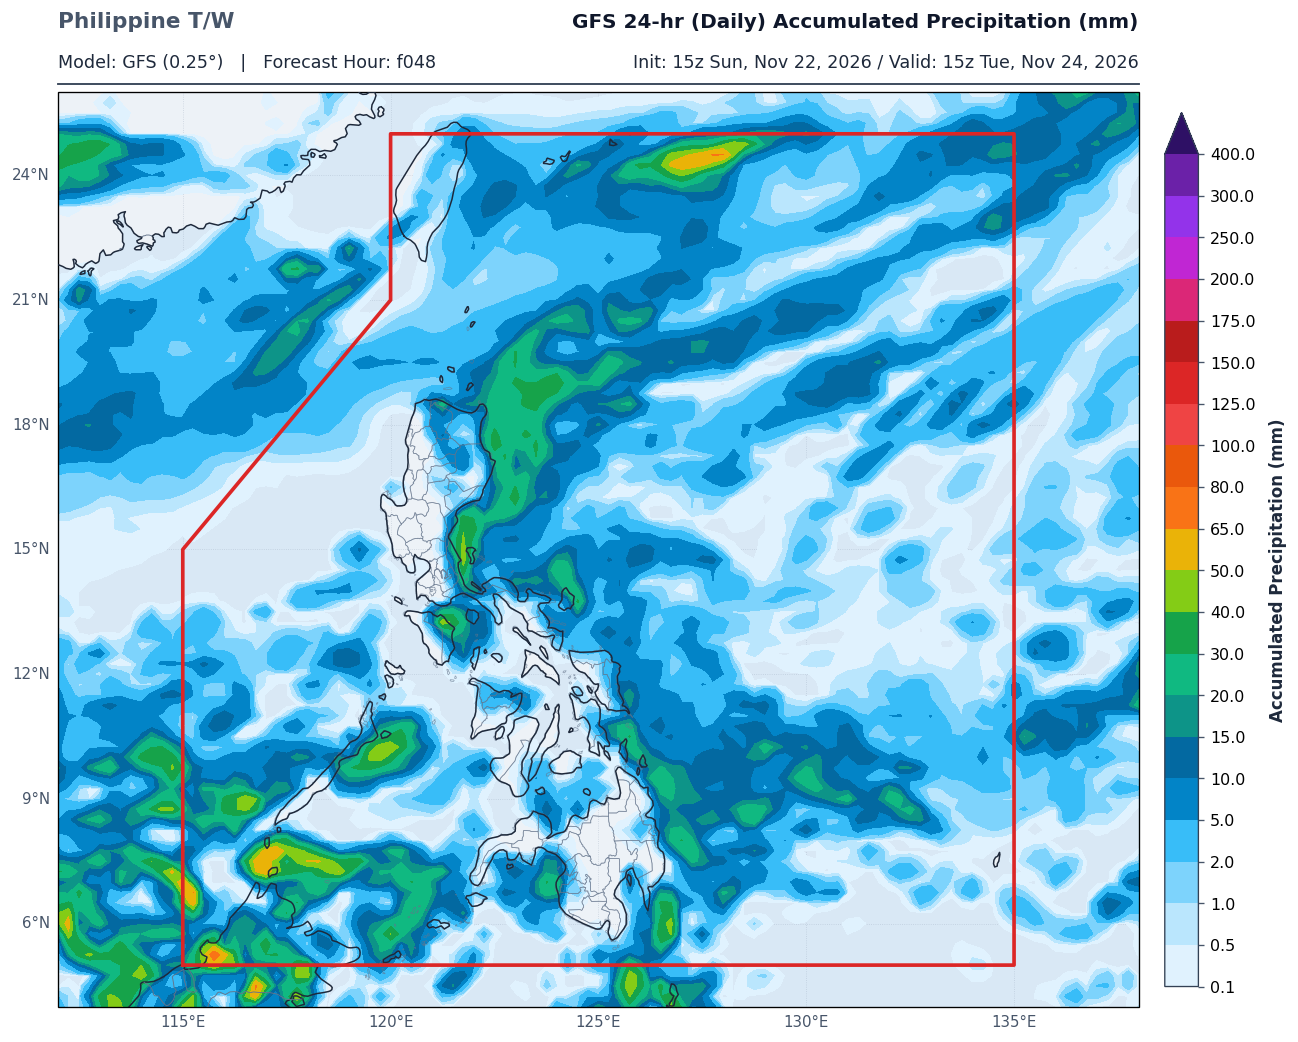 Philippine T/W
GFS 24-hr (Daily) Accumulated Precipitation (mm)
Model: GFS (0.25°)   |   Forecast Hour: f048
Init: 15z Sun, Nov 22, 2026 / Valid: 15z Tue, Nov 24, 2026
24°N
21°N
18°N
15°N
12°N
9°N
6°N
115°E
120°E
125°E
130°E
135°E
400.0
300.0
250.0
200.0
175.0
150.0
125.0
100.0
80.0
65.0
50.0
40.0
30.0
20.0
15.0
10.0
5.0
2.0
1.0
0.5
0.1
Accumulated Precipitation (mm)